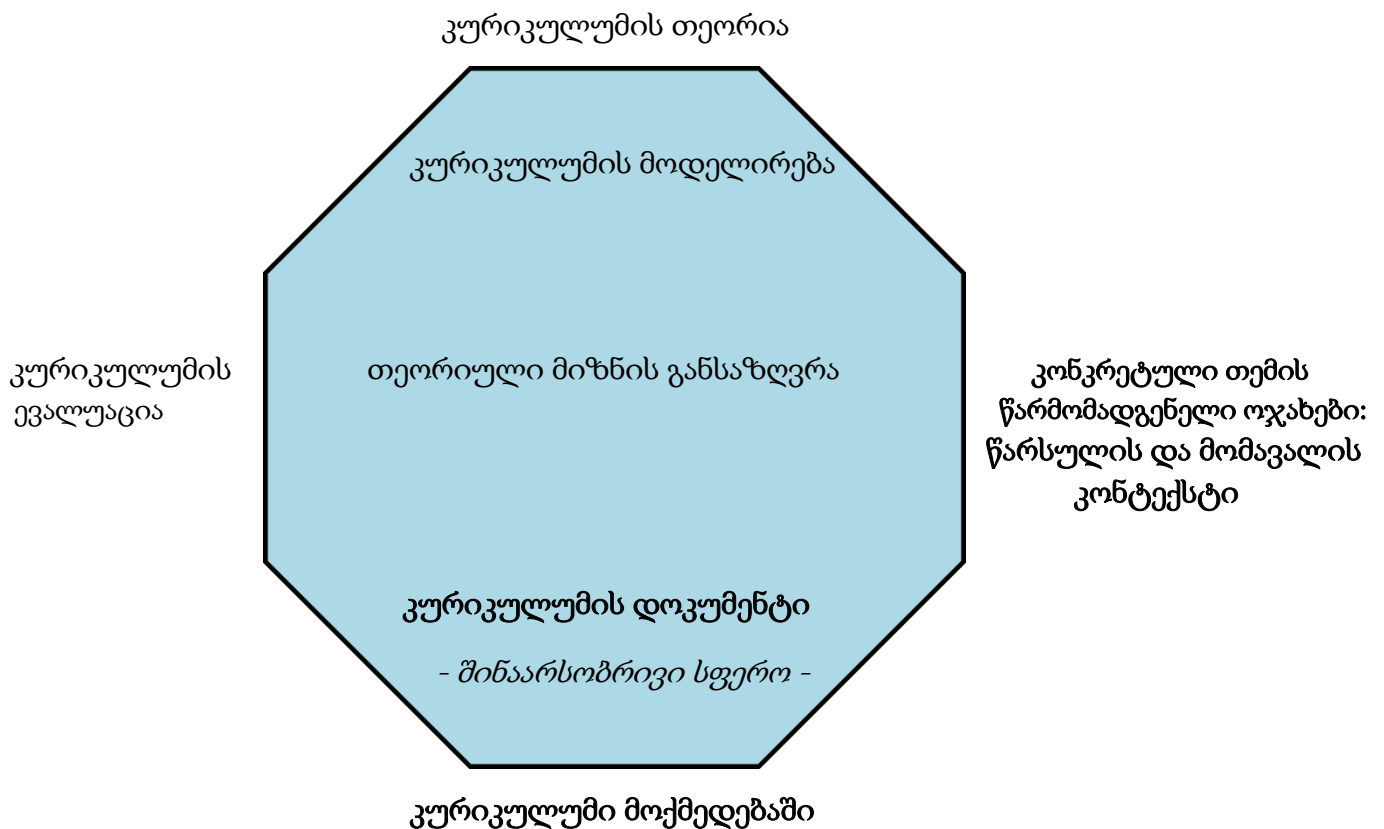 კურიკულუმის თეორია
კურიკულუმის მოდელირება
კურიკულუმის
ევალუაცია
თეორიული მიზნის განსაზღვრა
კონკრეტული თემის
წარმომადგენელი ოჯახები:
წარსულის და მომავალის
კონტექსტი
კურიკულუმის დოკუმენტი
- შინაარსობრივი სფერო -
კურიკულუმი მოქმედებაში